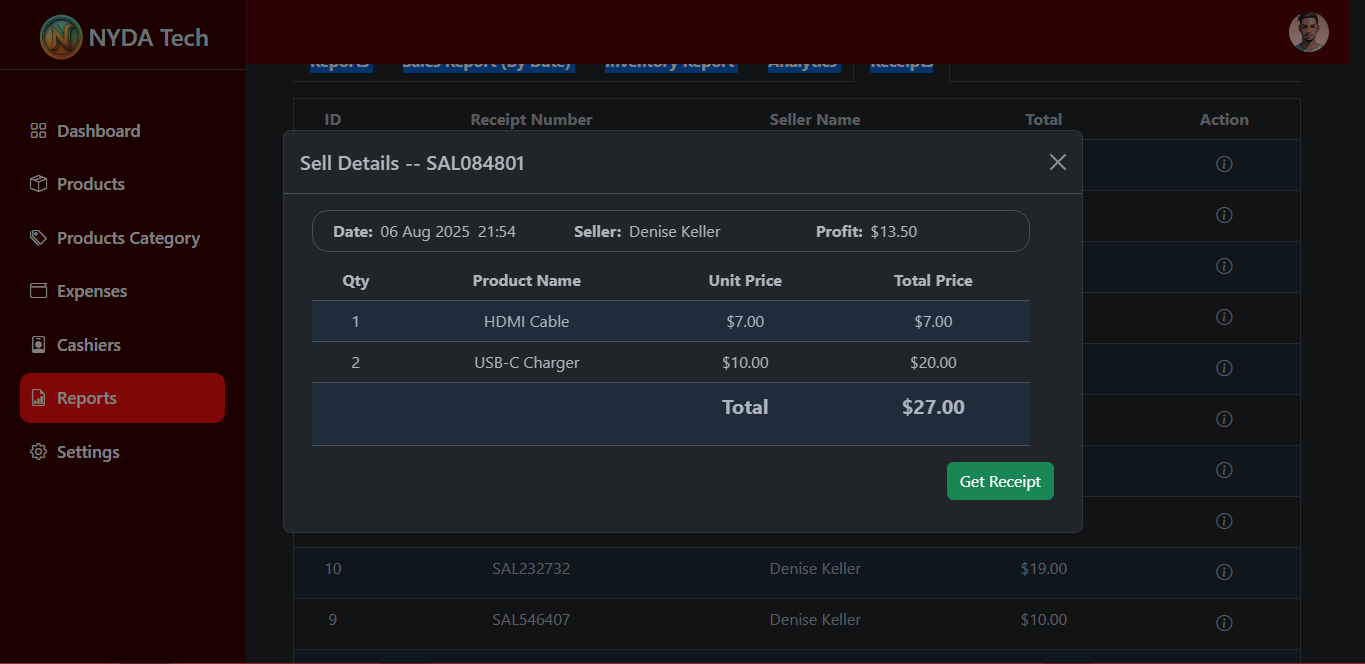 NYDA Tech
Reports Sales Report (By Date) Inventory Report Analytics Receipts
ID Receipt Number Seller Name Total Action
Dashboard
Products
Products Category
Expenses
Cashiers
Reports
Settings
Sell Details -- SAL084801
Date: 06 Aug 2025 21:54 Seller: Denise Keller Profit: $13.50
Qty Product Name Unit Price Total Price
1 HDMI Cable $7.00 $7.00
2 USB-C Charger $10.00 $20.00
Total $27.00
Get Receipt
10 SAL232732 Denise Keller $19.00
9 SAL546407 Denise Keller $10.00